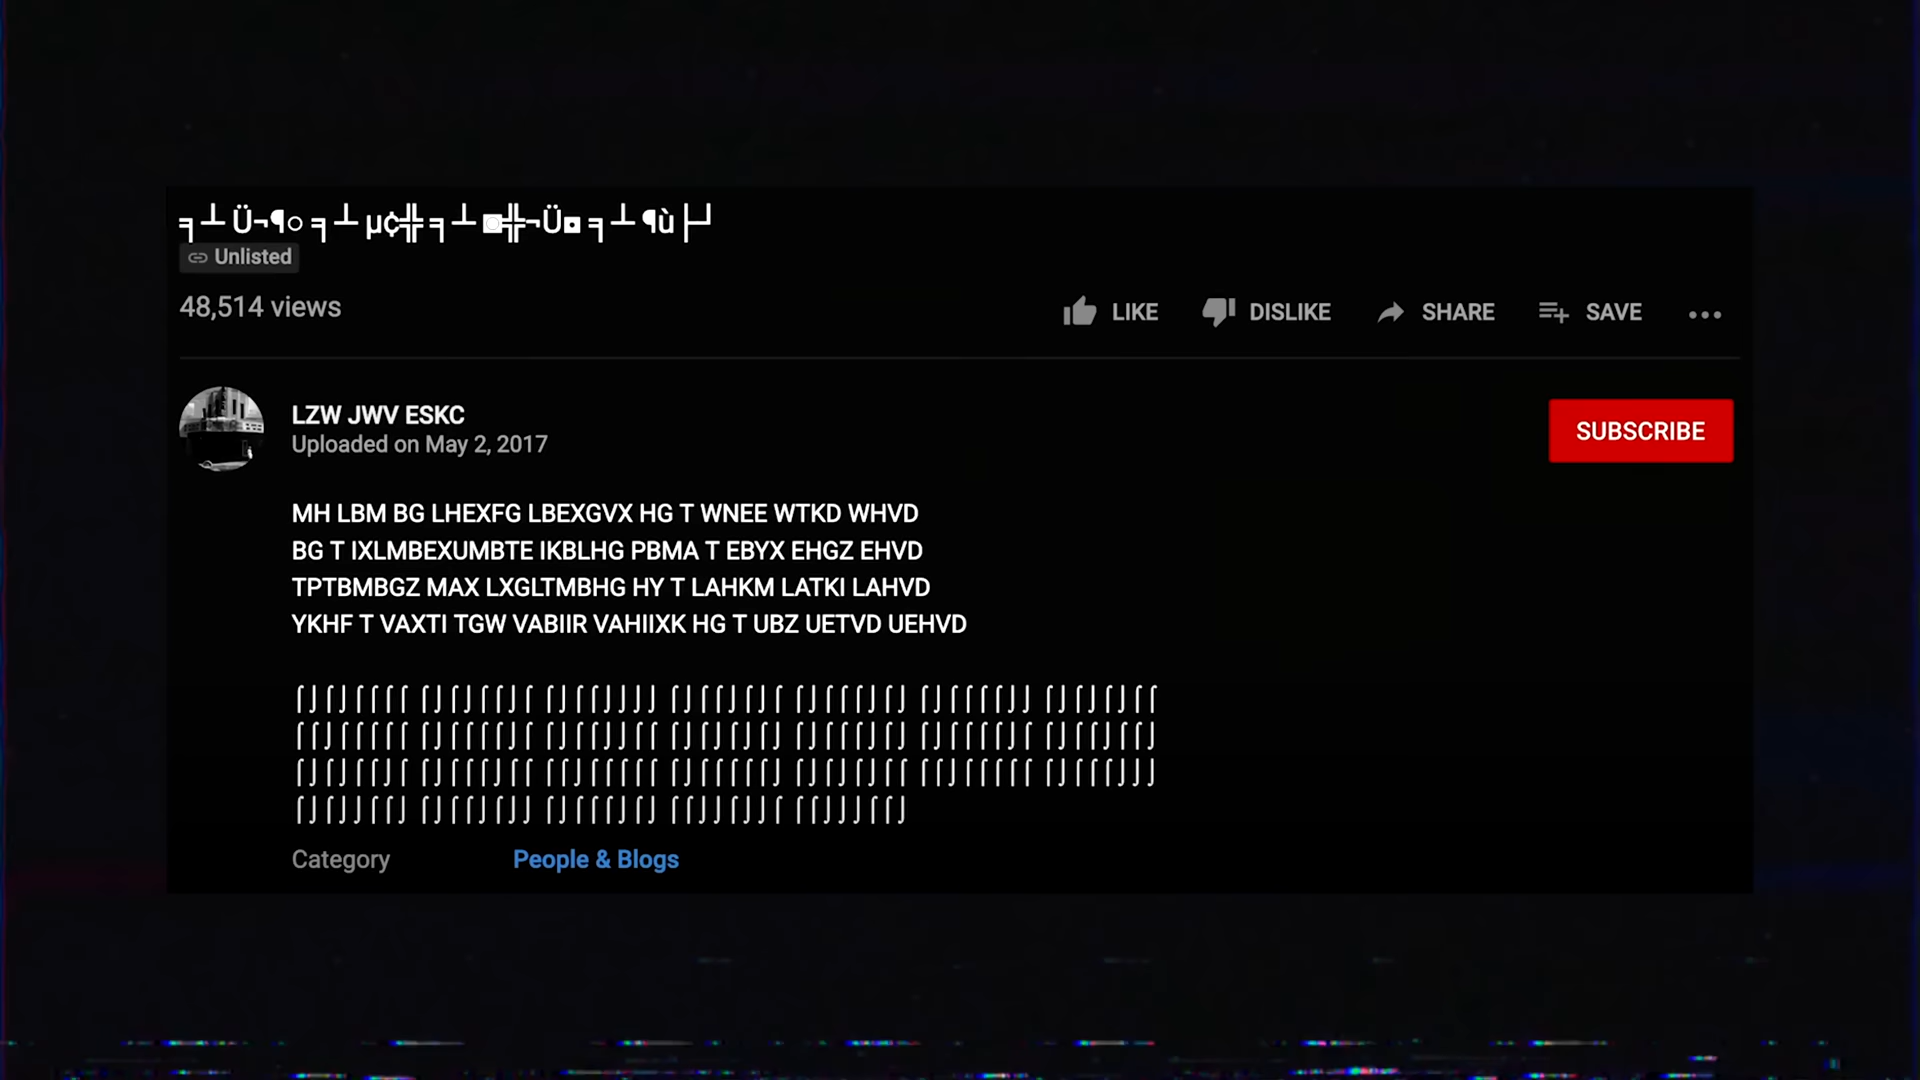 ╕┴Ü¬¶○╕┴µ¢╬╕┴◙╬¬Ü◘╕┴¶ù├┘
Unlisted
48,514 views
LIKE DISLIKE SHARE SAVE
LZW JWV ESKC
Uploaded on May 2, 2017
SUBSCRIBE
MH LBM BG LHEXFG LBEXGVX HG T WNEE WTKD WHVD
BG T IXLMBEXUMBTE IKBLHG PBMA T EBYX EHGZ EHVD
TPTBMBGZ MAX LXGLTMBHG HY T LAHKM LATKI LAHVD
YKHF T VAXTI TGW VABIIR VAHIIXK HG T UBZ UETVD UEHVD
⌠⌡⌠⌡⌠⌠⌠⌠ ⌠⌡⌠⌡⌠⌠⌡⌠ ⌠⌡⌠⌠⌡⌡⌡⌡ ⌠⌡⌠⌠⌡⌠⌡⌠ ⌠⌡⌠⌠⌠⌡⌠⌡ ⌠⌡⌠⌠⌠⌠⌡⌡ ⌠⌡⌠⌡⌠⌡⌠⌠
⌠⌠⌡⌠⌠⌠⌠⌠ ⌠⌡⌠⌠⌠⌠⌡⌠ ⌠⌡⌠⌠⌡⌡⌠⌠ ⌠⌡⌠⌡⌠⌡⌠⌡ ⌠⌡⌠⌠⌠⌡⌠⌡ ⌠⌡⌠⌠⌠⌠⌡⌠ ⌠⌡⌠⌠⌡⌠⌠⌡
⌠⌡⌠⌡⌠⌠⌡⌠ ⌠⌡⌠⌠⌠⌡⌠⌠ ⌠⌠⌡⌠⌠⌠⌠⌠ ⌠⌡⌠⌠⌠⌠⌠⌡ ⌠⌡⌠⌡⌠⌡⌠⌠ ⌠⌠⌡⌠⌠⌠⌠⌠ ⌠⌡⌠⌠⌠⌡⌡⌡
⌠⌡⌠⌡⌡⌠⌠⌡ ⌠⌡⌠⌠⌡⌠⌡⌡ ⌠⌡⌠⌠⌠⌡⌠⌡ ⌠⌠⌡⌡⌠⌡⌡⌠ ⌠⌠⌡⌡⌡⌠⌠⌡
Category People & Blogs